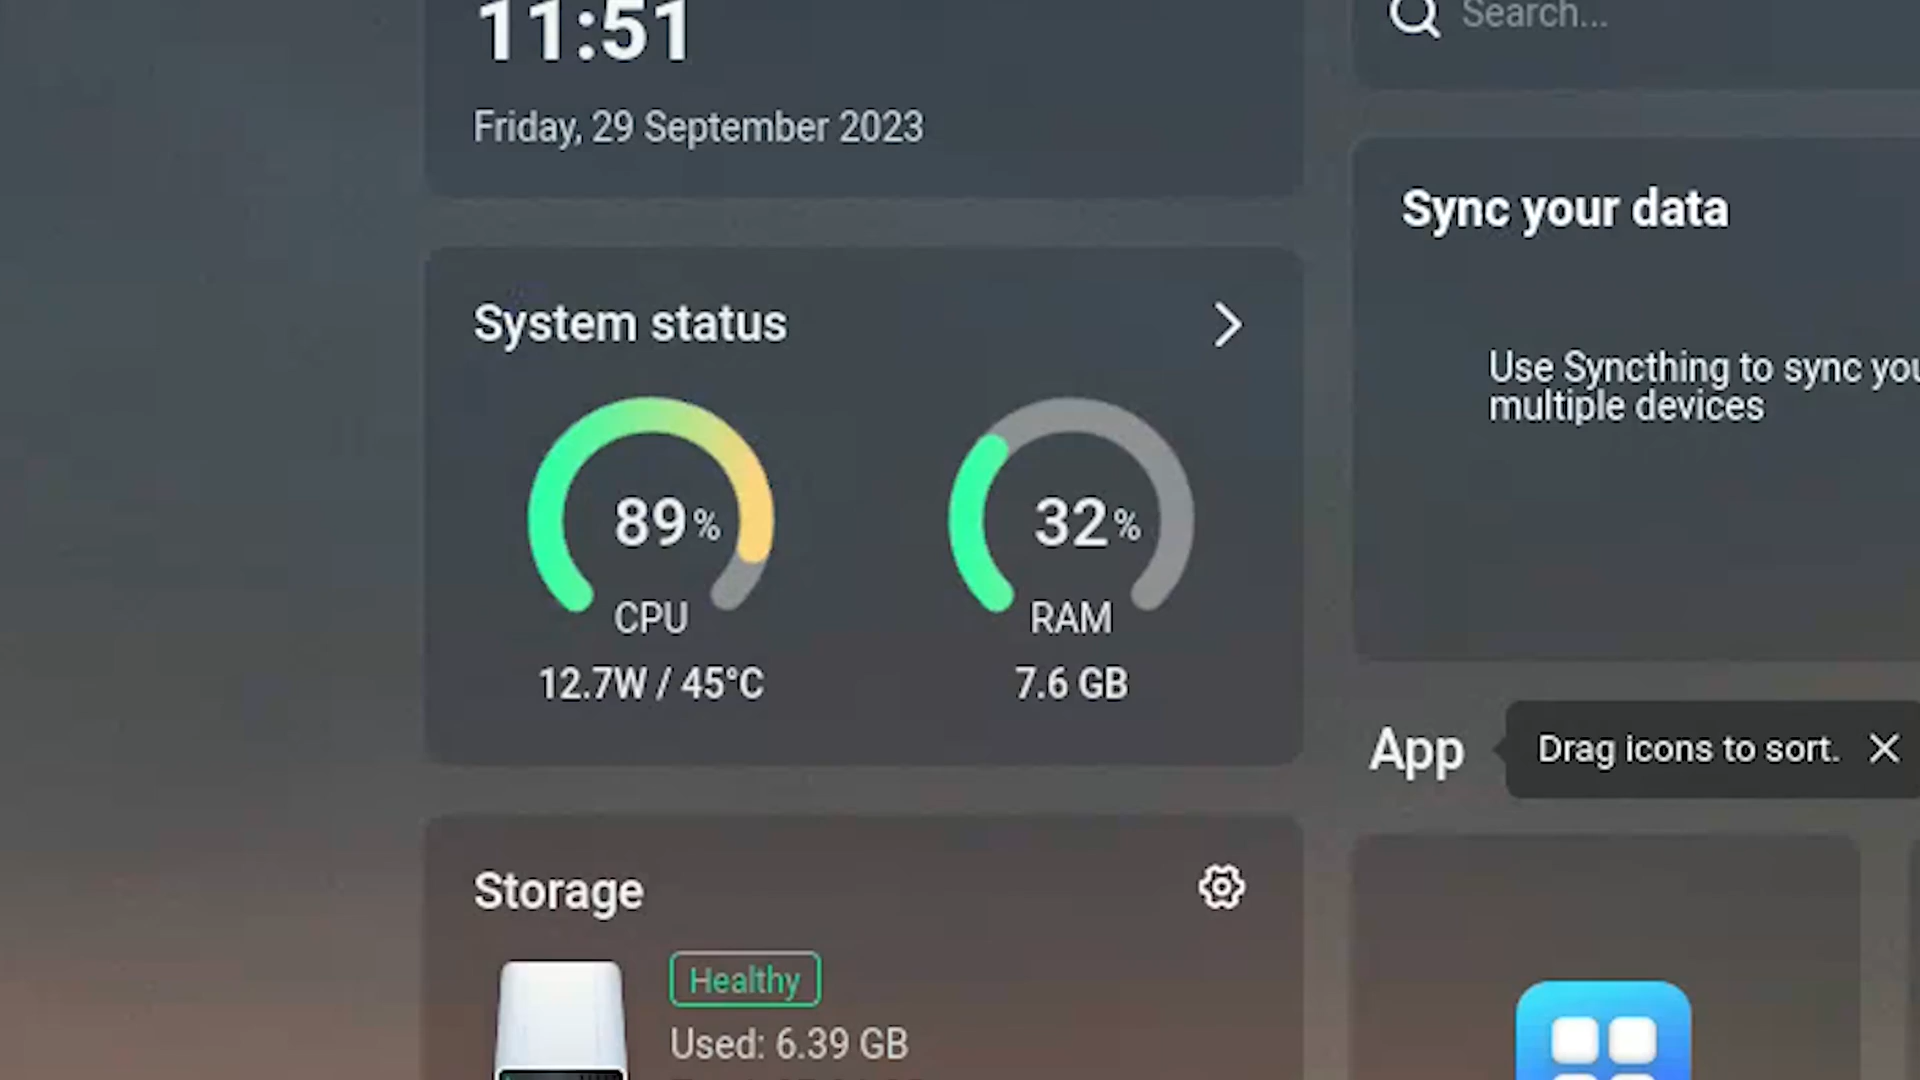 11:51
Friday, 29 September 2023
Search...
Sync your data
Use Syncthing to sync you
multiple devices
System status
89%
CPU
12.7W / 45°C
32%
RAM
7.6 GB
App
Drag icons to sort.
Storage
Healthy
Used: 6.39 GB